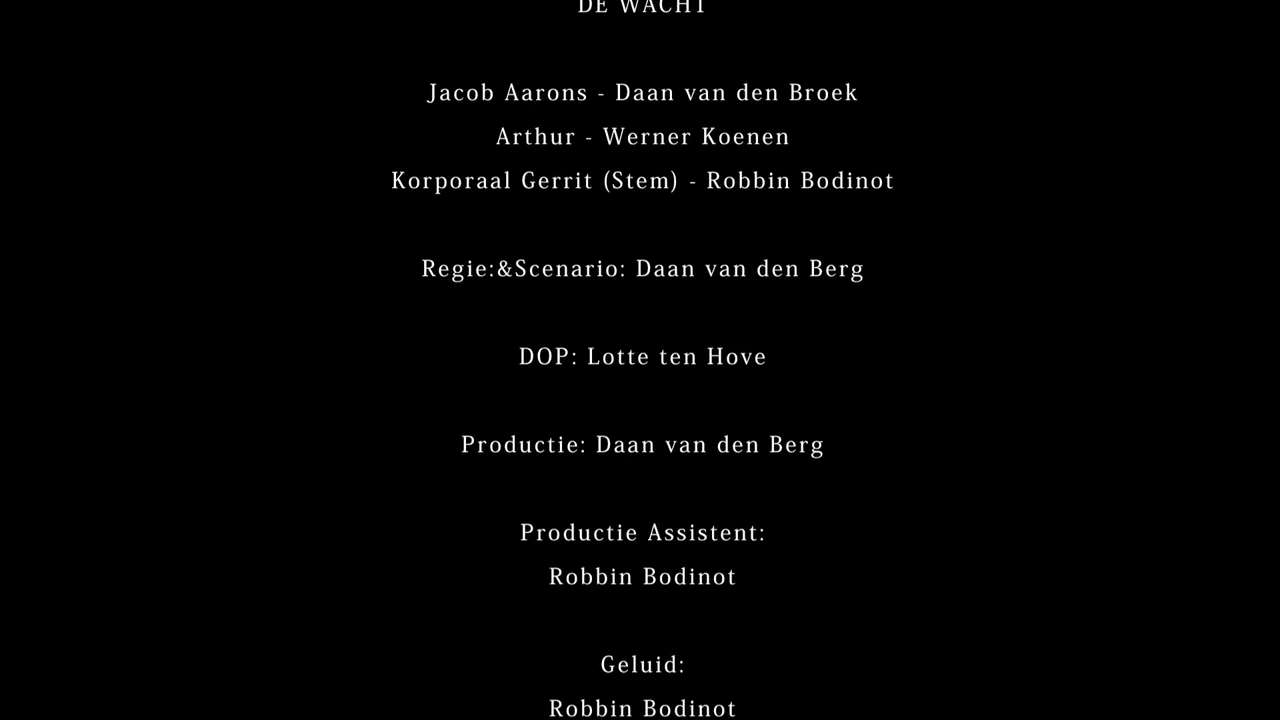 DE WACHT
Jacob Aarons - Daan van den Broek
Arthur - Werner Koenen
Korporaal Gerrit (Stem) - Robbin Bodinot
Regie:&Scenario: Daan van den Berg
DOP: Lotte ten Hove
Productie: Daan van den Berg
Productie Assistent:
Robbin Bodinot
Geluid:
Robbin Bodinot